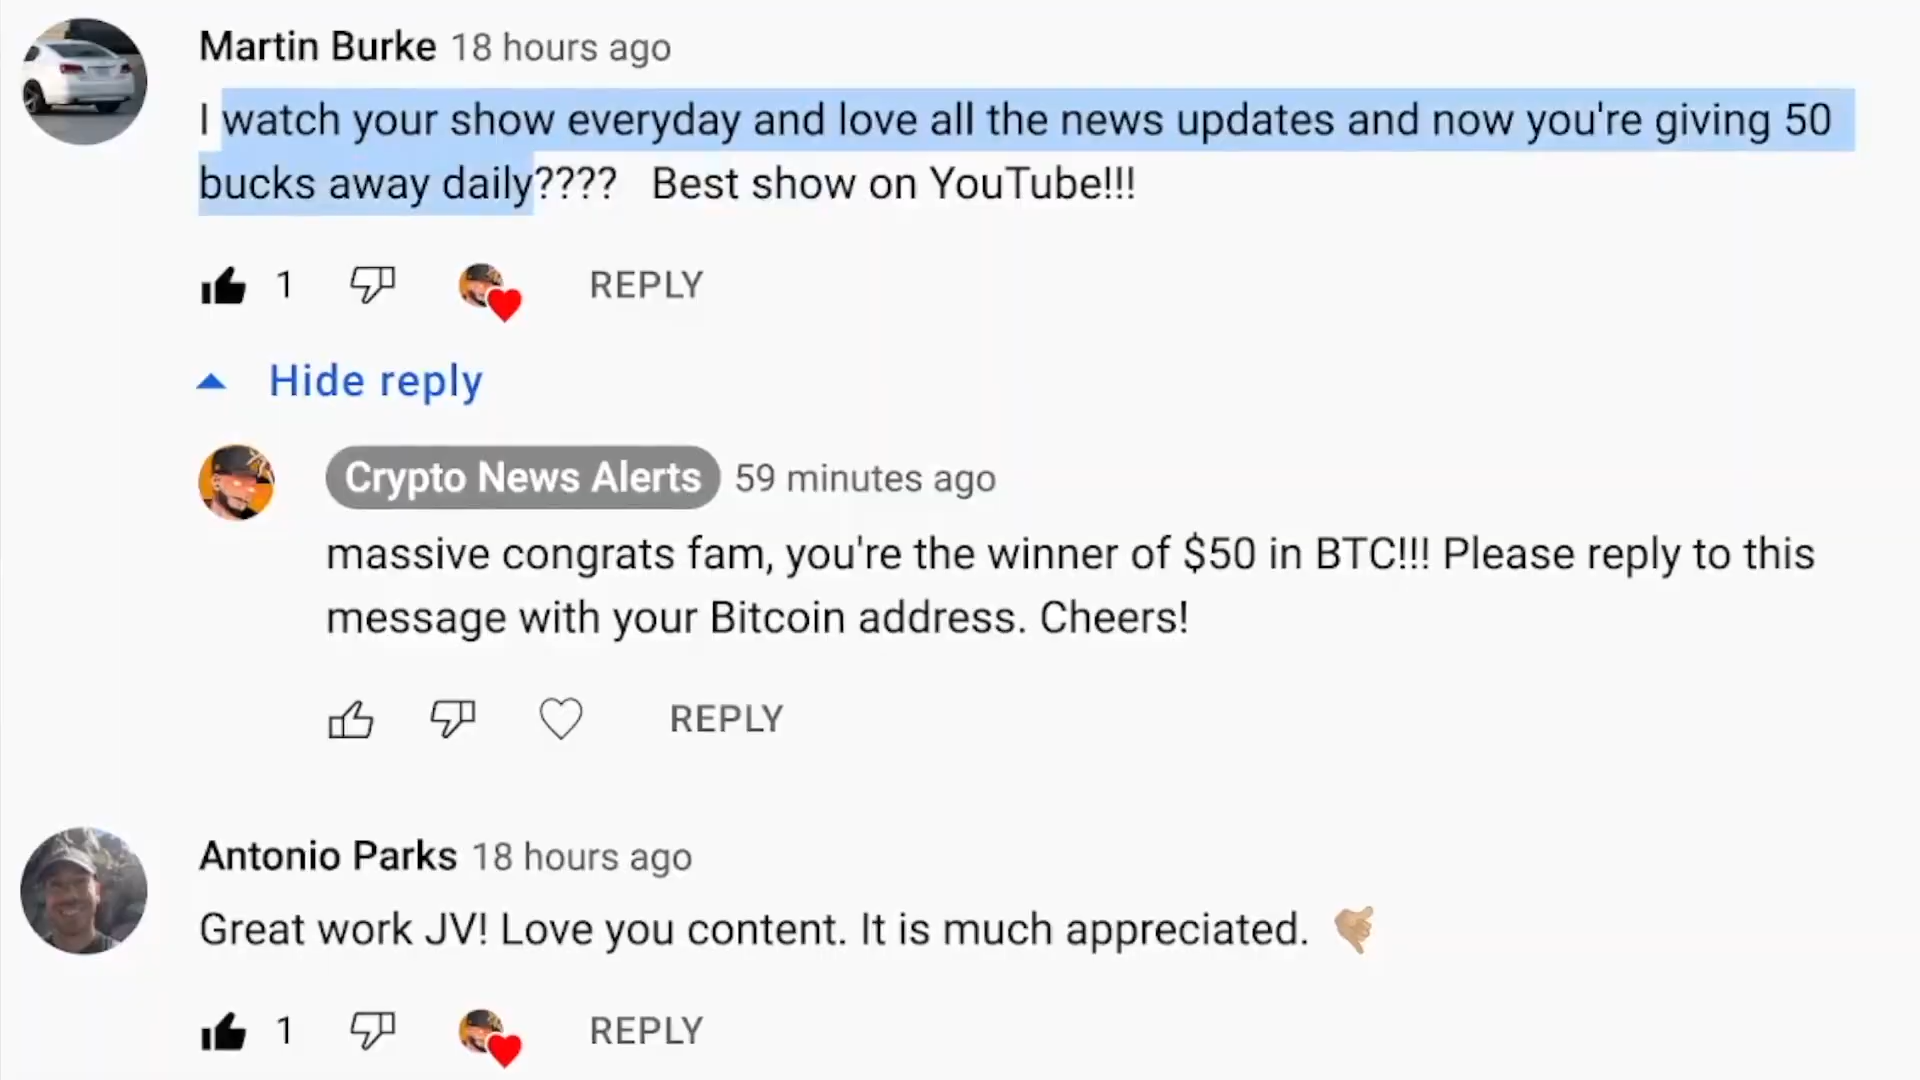 Martin Burke 18 hours ago
I watch your show everyday and love all the news updates and now you're giving 50
bucks away daily???? Best show on YouTube!!!
1 REPLY
Hide reply
Crypto News Alerts 59 minutes ago
massive congrats fam, you're the winner of $50 in BTC!!! Please reply to this
message with your Bitcoin address. Cheers!
REPLY
Antonio Parks 18 hours ago
Great work JV! Love you content. It is much appreciated. 🤙🏼
1 REPLY